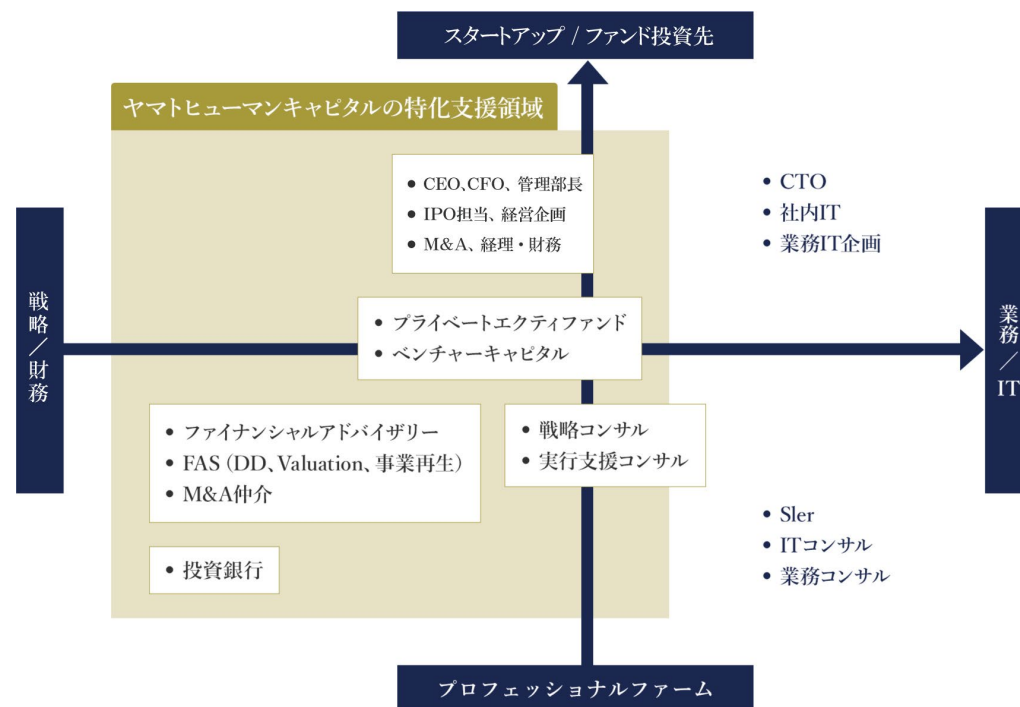 スタートアップ / ファンド投資先
ヤマトヒューマンキャピタルの特化支援領域
• CEO、CFO、管理部長
• IPO担当、経営企画
• M&A、経理・財務
• CTO
• 社内IT
• 業務IT企画
戦略／財務
• プライベートエクティファンド
• ベンチャーキャピタル
業務／IT
• ファイナンシャルアドバイザリー
• FAS（DD、Valuation、事業再生）
• M&A仲介
• 戦略コンサル
• 実行支援コンサル
• 投資銀行
• Sler
• ITコンサル
• 業務コンサル
プロフェッショナルファーム